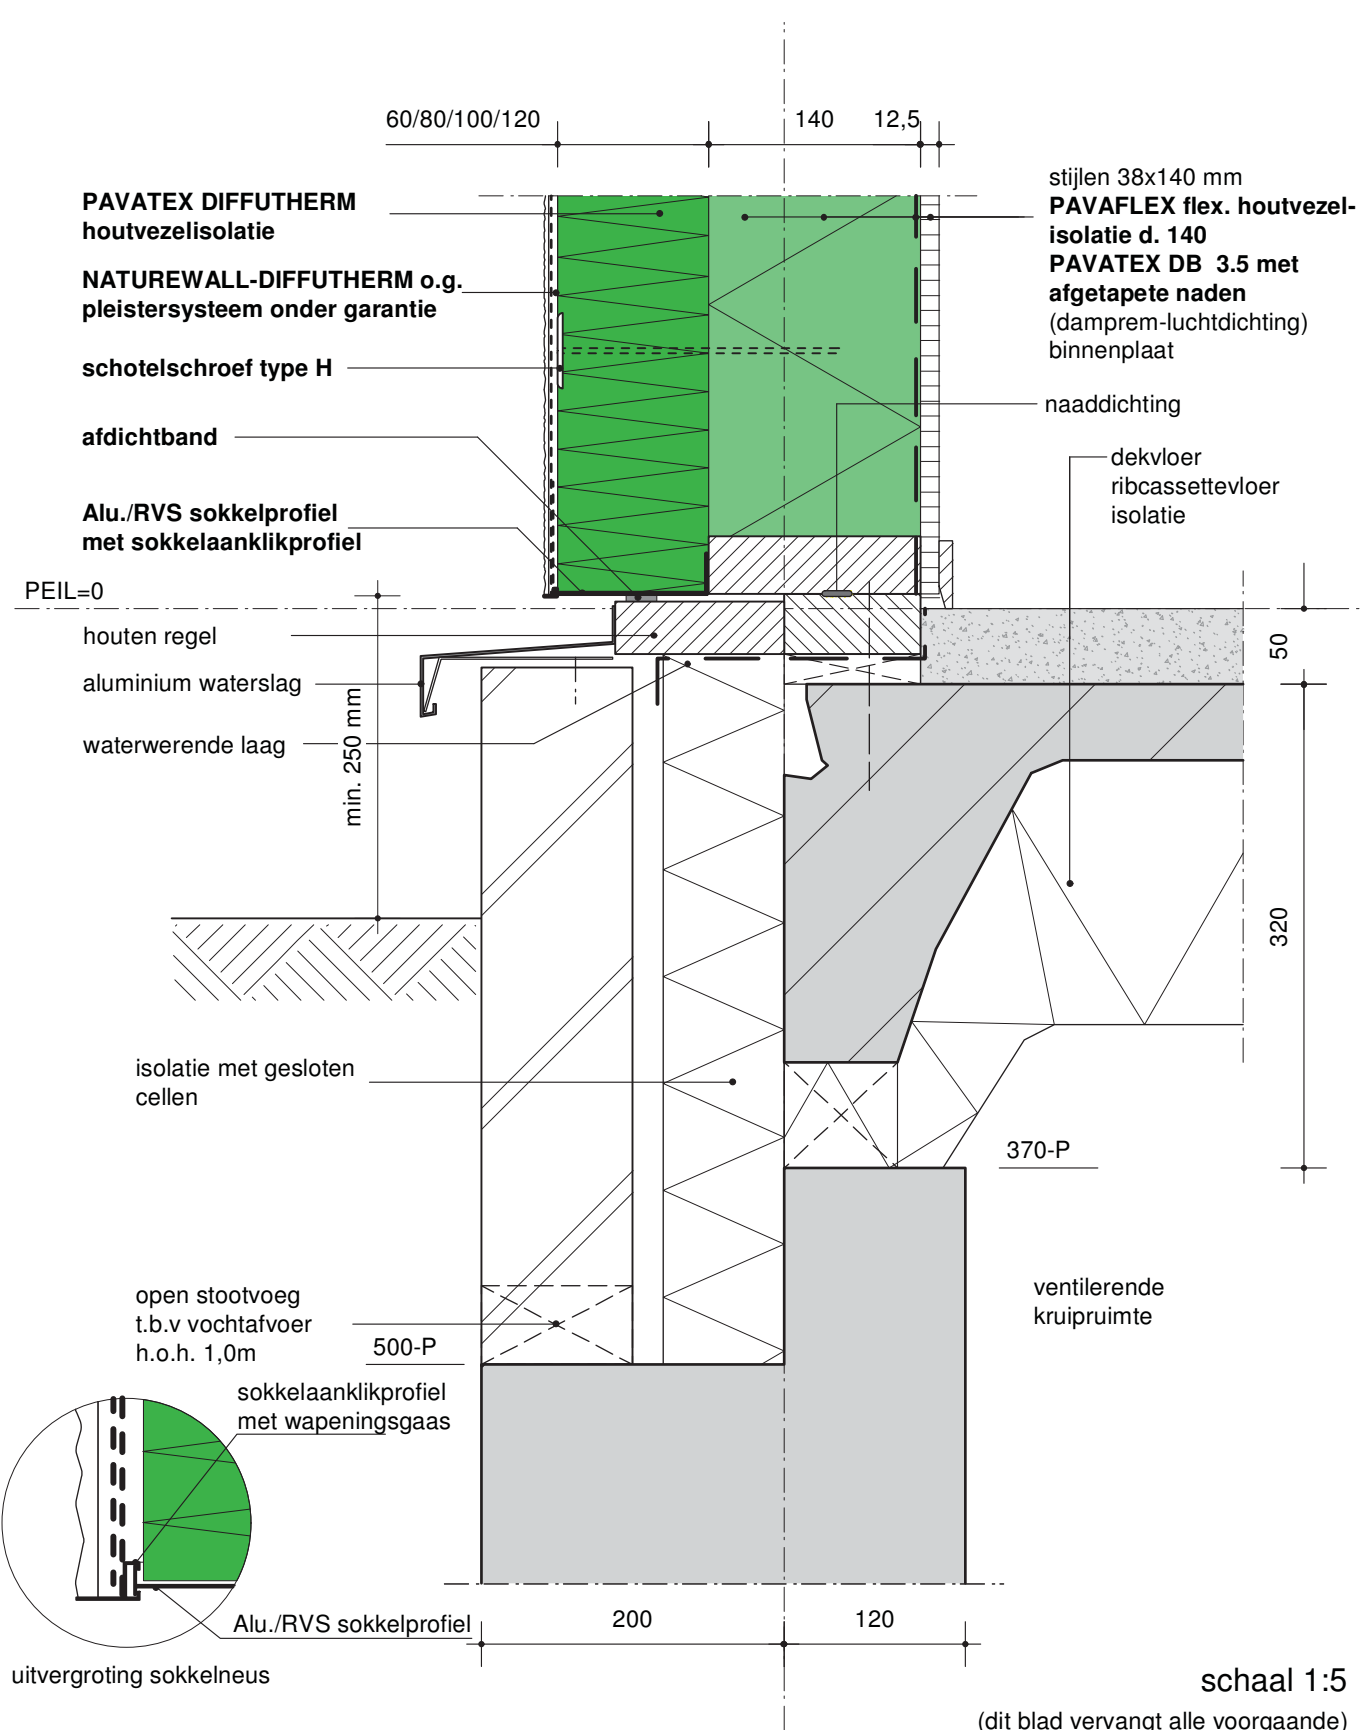 60/80/100/120
140
12,5
PAVATEX DIFFUTHERM
houtvezelisolatie
NATUREWALL-DIFFUTHERM o.g.
pleistersysteem onder garantie
schotelschroef type H
afdichtband
Alu./RVS sokkelprofiel
met sokkelaanklikprofiel
stijlen 38x140 mm
PAVAFLEX flex. houtvezel-
isolatie d. 140
PAVATEX DB 3.5 met
afgetapete naden
(damprem-luchtdichting)
binnenplaat
naaddichting
dekvloer
ribcassettevloer
isolatie
PEIL=0
houten regel
aluminium waterslag
waterwerende laag
min. 250 mm
50
320
isolatie met gesloten
cellen
370-P
open stootvoeg
t.b.v vochtafvoer
h.o.h. 1,0m
500-P
ventilerende
kruipruimte
sokkelaanklikprofiel
met wapeningsgaas
Alu./RVS sokkelprofiel
200
120
uitvergroting sokkelneus
schaal 1:5
(dit blad vervangt alle voorgaande)